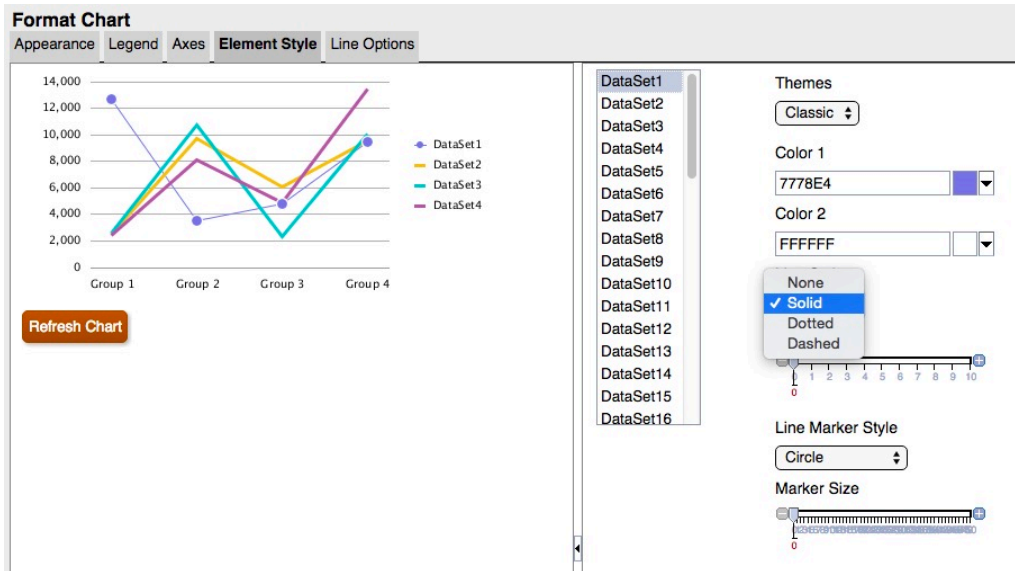 Format Chart
Appearance Legend Axes Element Style Line Options
14,000
12,000
10,000
8,000
6,000
4,000
2,000
0
Group 1 Group 2 Group 3 Group 4
DataSet1
DataSet2
DataSet3
DataSet4
Refresh Chart
DataSet1
DataSet2
DataSet3
DataSet4
DataSet5
DataSet6
DataSet7
DataSet8
DataSet9
DataSet10
DataSet11
DataSet12
DataSet13
DataSet14
DataSet15
DataSet16
Themes
Classic
Color 1
7778E4
Color 2
FFFFFF
None
✓ Solid
Dotted
Dashed
1 2 3 4 5 6 7 8 9 10
0
Line Marker Style
Circle
Marker Size
0